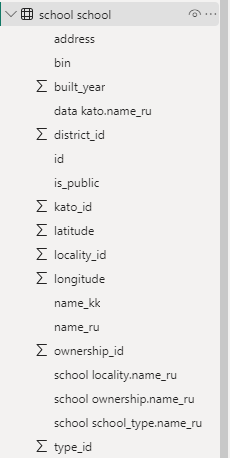 school school
address
bin
built_year
data kato.name_ru
district_id
id
is_public
kato_id
latitude
locality_id
longitude
name_kk
name_ru
ownership_id
school locality.name_ru
school ownership.name_ru
school school_type.name_ru
type_id